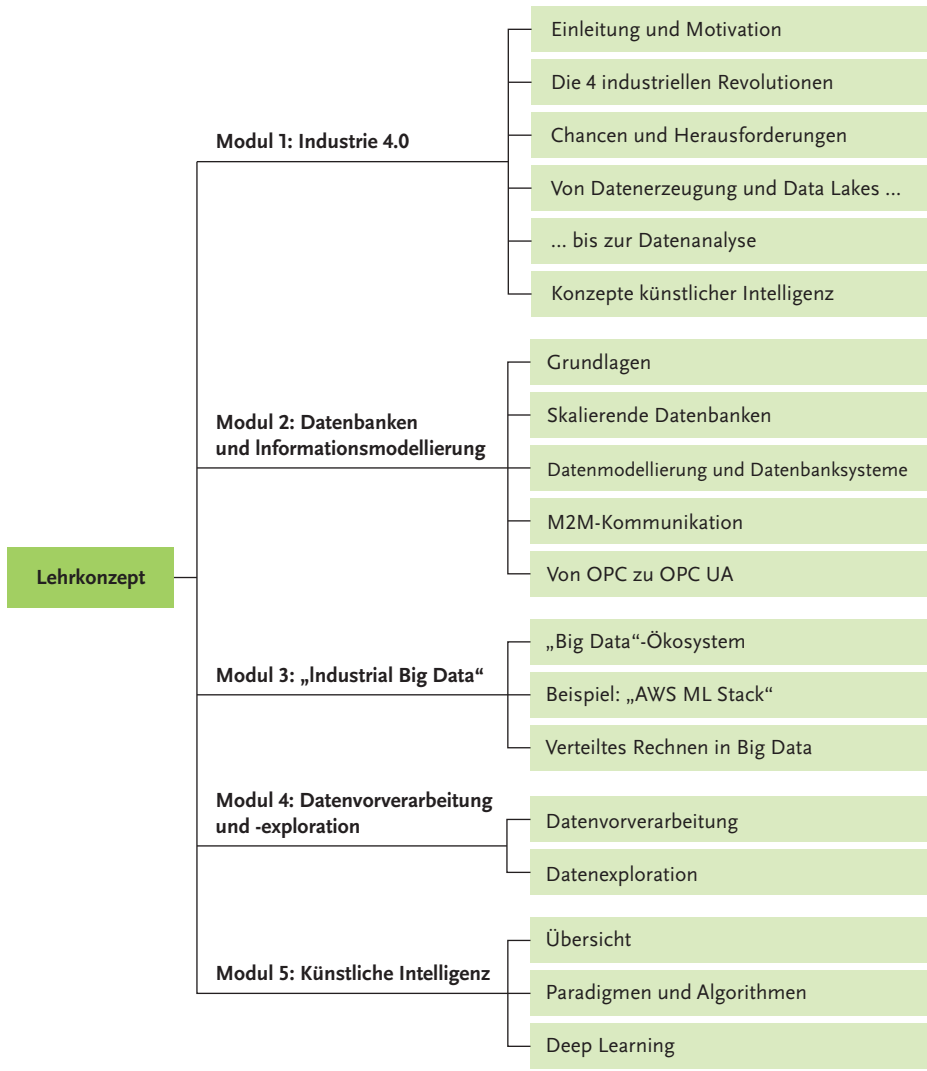 Lehrkonzept
Modul 1: Industrie 4.0
Einleitung und Motivation
Die 4 industriellen Revolutionen
Chancen und Herausforderungen
Von Datenerzeugung und Data Lakes ...
... bis zur Datenanalyse
Konzepte künstlicher Intelligenz
Modul 2: Datenbanken
und Informationsmodellierung
Grundlagen
Skalierende Datenbanken
Datenmodellierung und Datenbanksysteme
M2M-Kommunikation
Von OPC zu OPC UA
Modul 3: „Industrial Big Data“
„Big Data“-Ökosystem
Beispiel: „AWS ML Stack“
Verteiltes Rechnen in Big Data
Modul 4: Datenvorverarbeitung
und -exploration
Datenvorverarbeitung
Datenexploration
Modul 5: Künstliche Intelligenz
Übersicht
Paradigmen und Algorithmen
Deep Learning